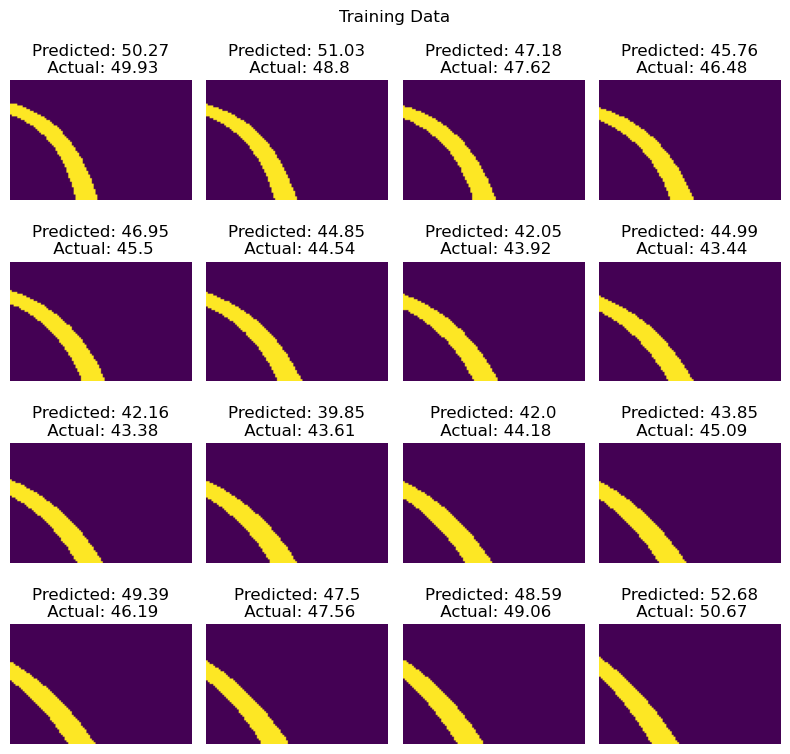 Training Data
Predicted: 50.27
Actual: 49.93
Predicted: 51.03
Actual: 48.8
Predicted: 47.18
Actual: 47.62
Predicted: 45.76
Actual: 46.48
Predicted: 46.95
Actual: 45.5
Predicted: 44.85
Actual: 44.54
Predicted: 42.05
Actual: 43.92
Predicted: 44.99
Actual: 43.44
Predicted: 42.16
Actual: 43.38
Predicted: 39.85
Actual: 43.61
Predicted: 42.0
Actual: 44.18
Predicted: 43.85
Actual: 45.09
Predicted: 49.39
Actual: 46.19
Predicted: 47.5
Actual: 47.56
Predicted: 48.59
Actual: 49.06
Predicted: 52.68
Actual: 50.67